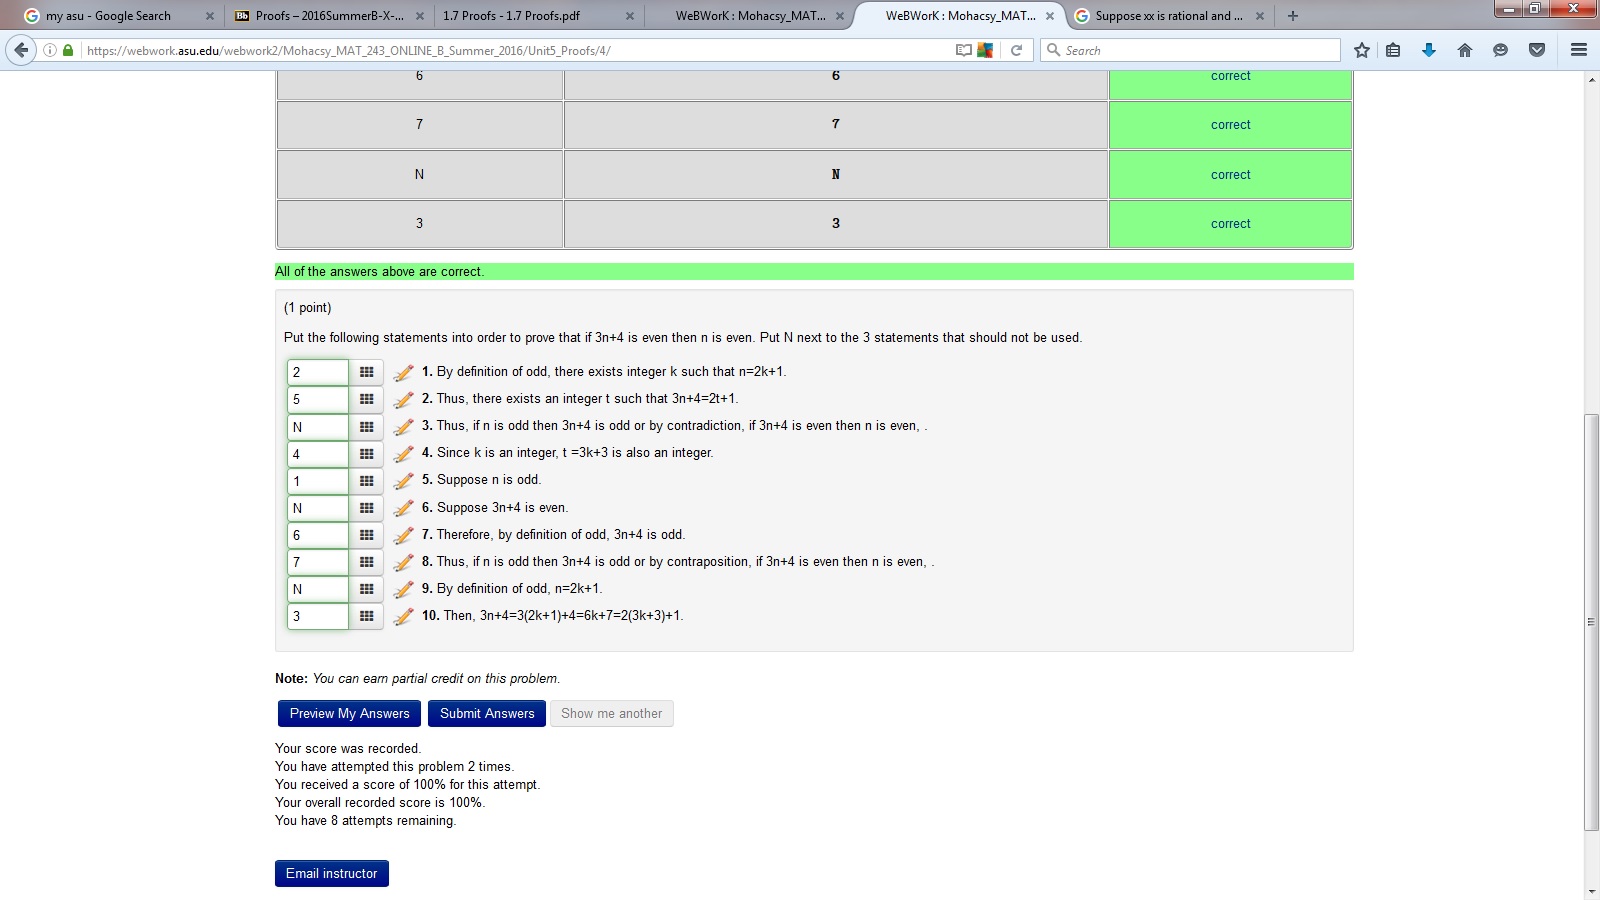 my asu - Google Search
Bb Proofs – 2016SummerB-X-...
1.7 Proofs - 1.7 Proofs.pdf
WeBWorK : Mohacsy_MAT...
WeBWorK : Mohacsy_MAT...
Suppose xx is rational and ...
https://webwork.asu.edu/webwork2/Mohacsy_MAT_243_ONLINE_B_Summer_2016/Unit5_Proofs/4/
Search
6 6 correct
7 7 correct
N N correct
3 3 correct
All of the answers above are correct.
(1 point)
Put the following statements into order to prove that if 3n+4 is even then n is even. Put N next to the 3 statements that should not be used.
2 1. By definition of odd, there exists integer k such that n=2k+1.
5 2. Thus, there exists an integer t such that 3n+4=2t+1.
N 3. Thus, if n is odd then 3n+4 is odd or by contradiction, if 3n+4 is even then n is even, .
4 4. Since k is an integer, t =3k+3 is also an integer.
1 5. Suppose n is odd.
N 6. Suppose 3n+4 is even.
6 7. Therefore, by definition of odd, 3n+4 is odd.
7 8. Thus, if n is odd then 3n+4 is odd or by contraposition, if 3n+4 is even then n is even, .
N 9. By definition of odd, n=2k+1.
3 10. Then, 3n+4=3(2k+1)+4=6k+7=2(3k+3)+1.
Note: You can earn partial credit on this problem.
Preview My Answers Submit Answers Show me another
Your score was recorded.
You have attempted this problem 2 times.
You received a score of 100% for this attempt.
Your overall recorded score is 100%.
You have 8 attempts remaining.
Email instructor